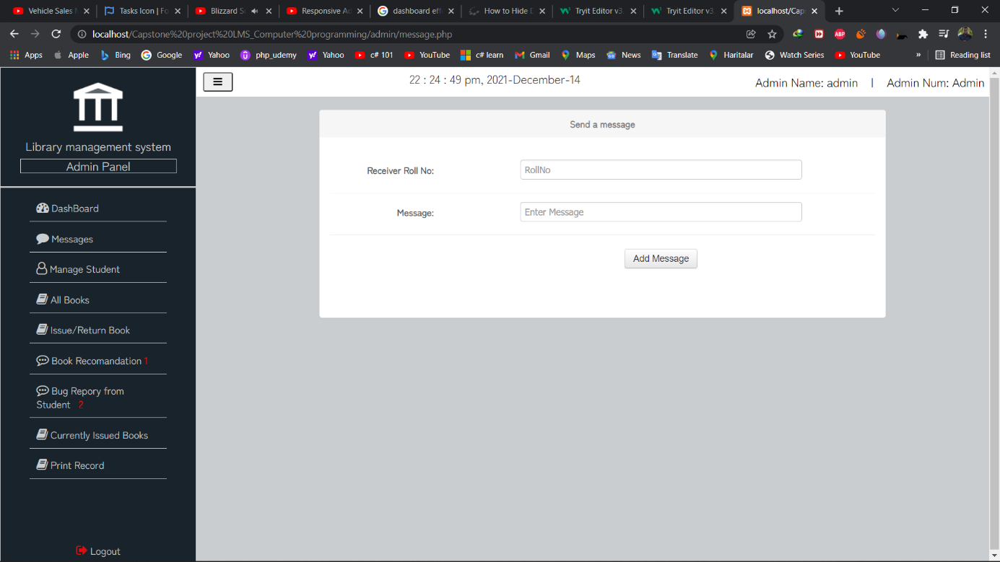 Vehicle Sales M
Tasks Icon | Fo
Blizzard S
Responsive Ad
dashboard eff
How to Hide D
Tryit Editor v3.
Tryit Editor v3.
localhost/Cap
localhost/Capstone%20project%20LMS_Computer%20programming/admin/message.php
Apps
Apple
Bing
Google
Yahoo
php_udemy
Yahoo
c# 101
YouTube
c# learn
Gmail
Maps
News
Translate
Haritalar
Watch Series
YouTube
»
Reading list
22 : 24 : 49 pm, 2021-December-14
Admin Name: admin | Admin Num: Admin
Library management system
Admin Panel
DashBoard
Messages
Manage Student
All Books
Issue/Return Book
Book Recomandation 1
Bug Repory from
Student 2
Currently Issued Books
Print Record
Logout
Send a message
Receiver Roll No:
RollNo
Message:
Enter Message
Add Message